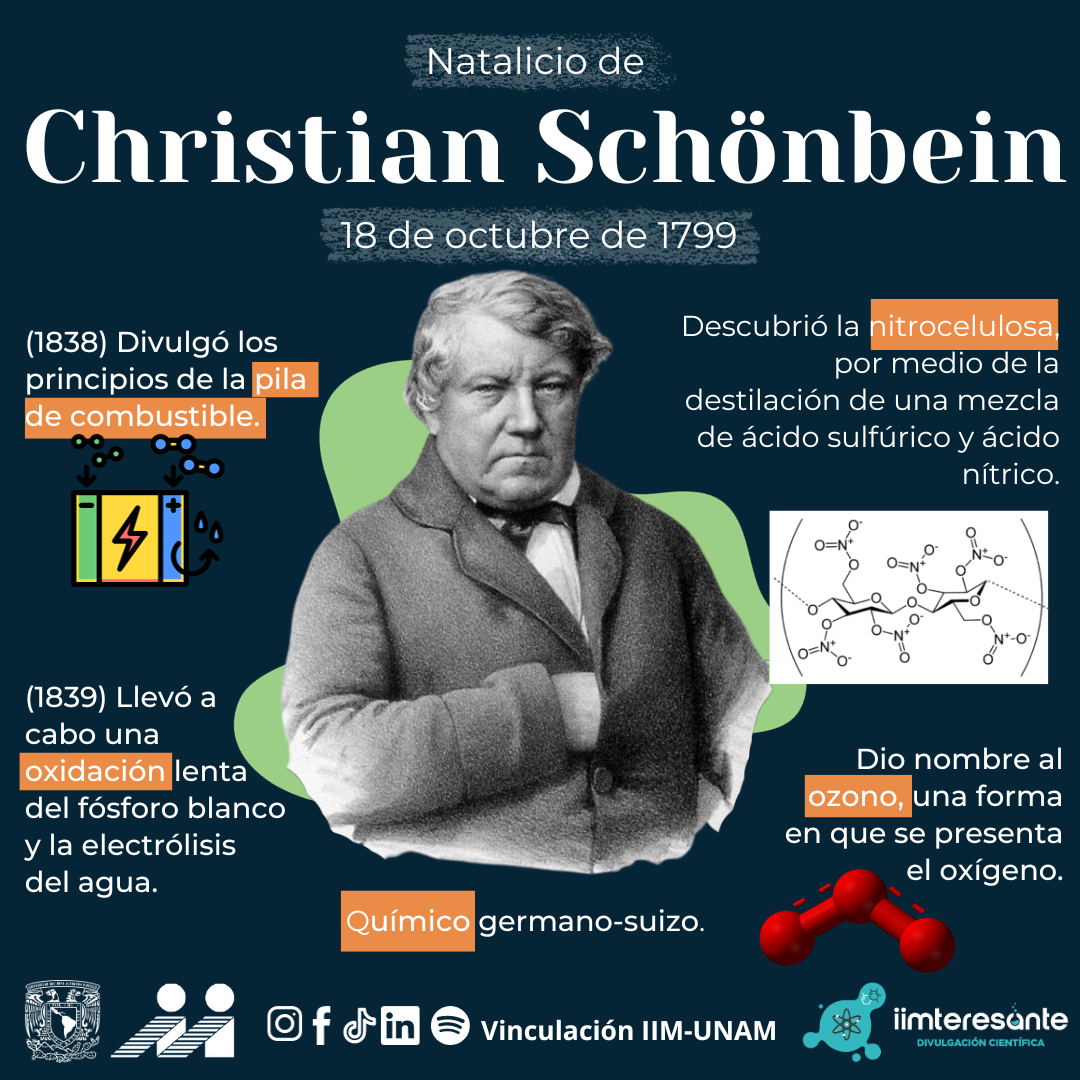 Natalicio de
Christian Schönbein
18 de octubre de 1799
(1838) Divulgó los
principios de la pila
de combustible.
Descubrió la nitrocelulosa,
por medio de la
destilación de una mezcla
de ácido sulfúrico y ácido
nítrico.
(1839) Llevó a
cabo una
oxidación lenta
del fósforo blanco
y la electrólisis
del agua.
Dio nombre al
ozono, una forma
en que se presenta
el oxígeno.
Químico germano-suizo.
Vinculación IIM-UNAM
iimteresante
DIVULGACIÓN CIENTÍFICA